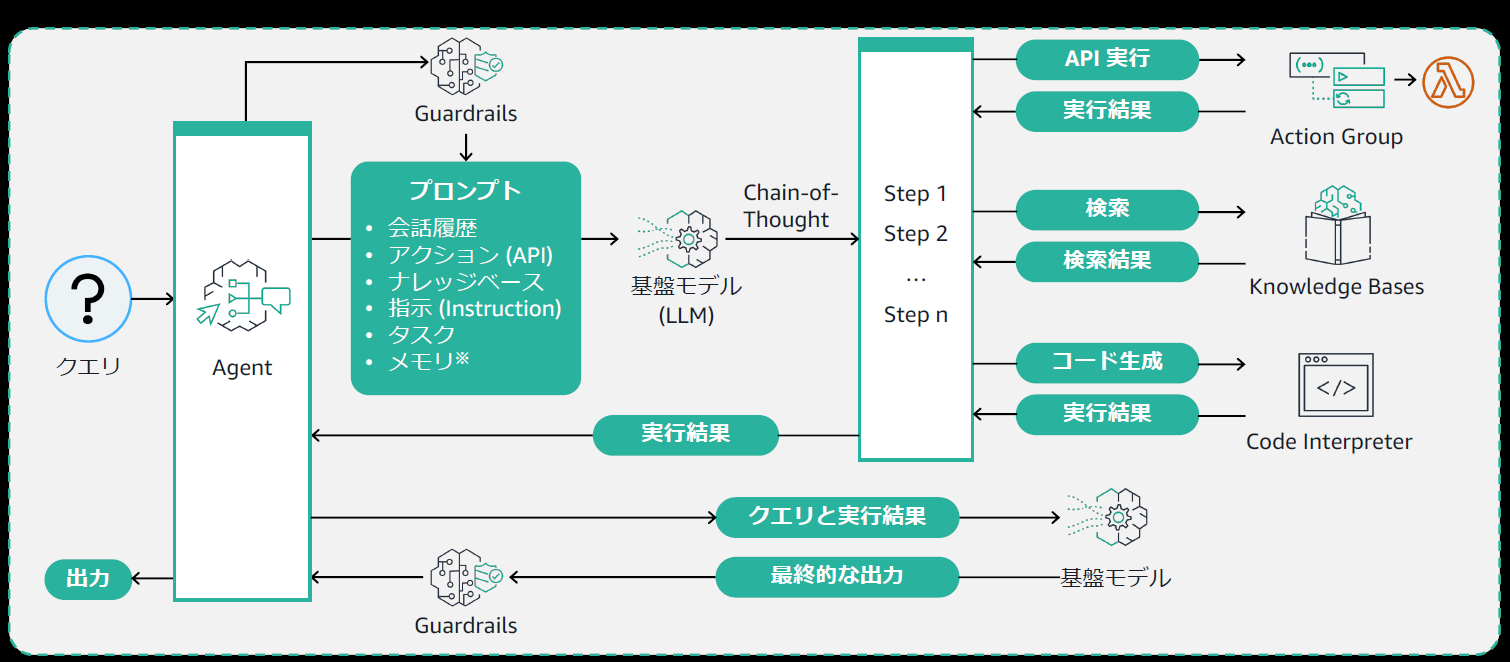 クエリ
Agent
Guardrails
プロンプト
• 会話履歴
• アクション (API)
• ナレッジベース
• 指示 (Instruction)
• タスク
• メモリ※
基盤モデル
(LLM)
Chain-of-
Thought
Step 1
Step 2
...
Step n
API 実行
実行結果
Action Group
検索
検索結果
Knowledge Bases
コード生成
実行結果
Code Interpreter
実行結果
クエリと実行結果
基盤モデル
最終的な出力
Guardrails
出力